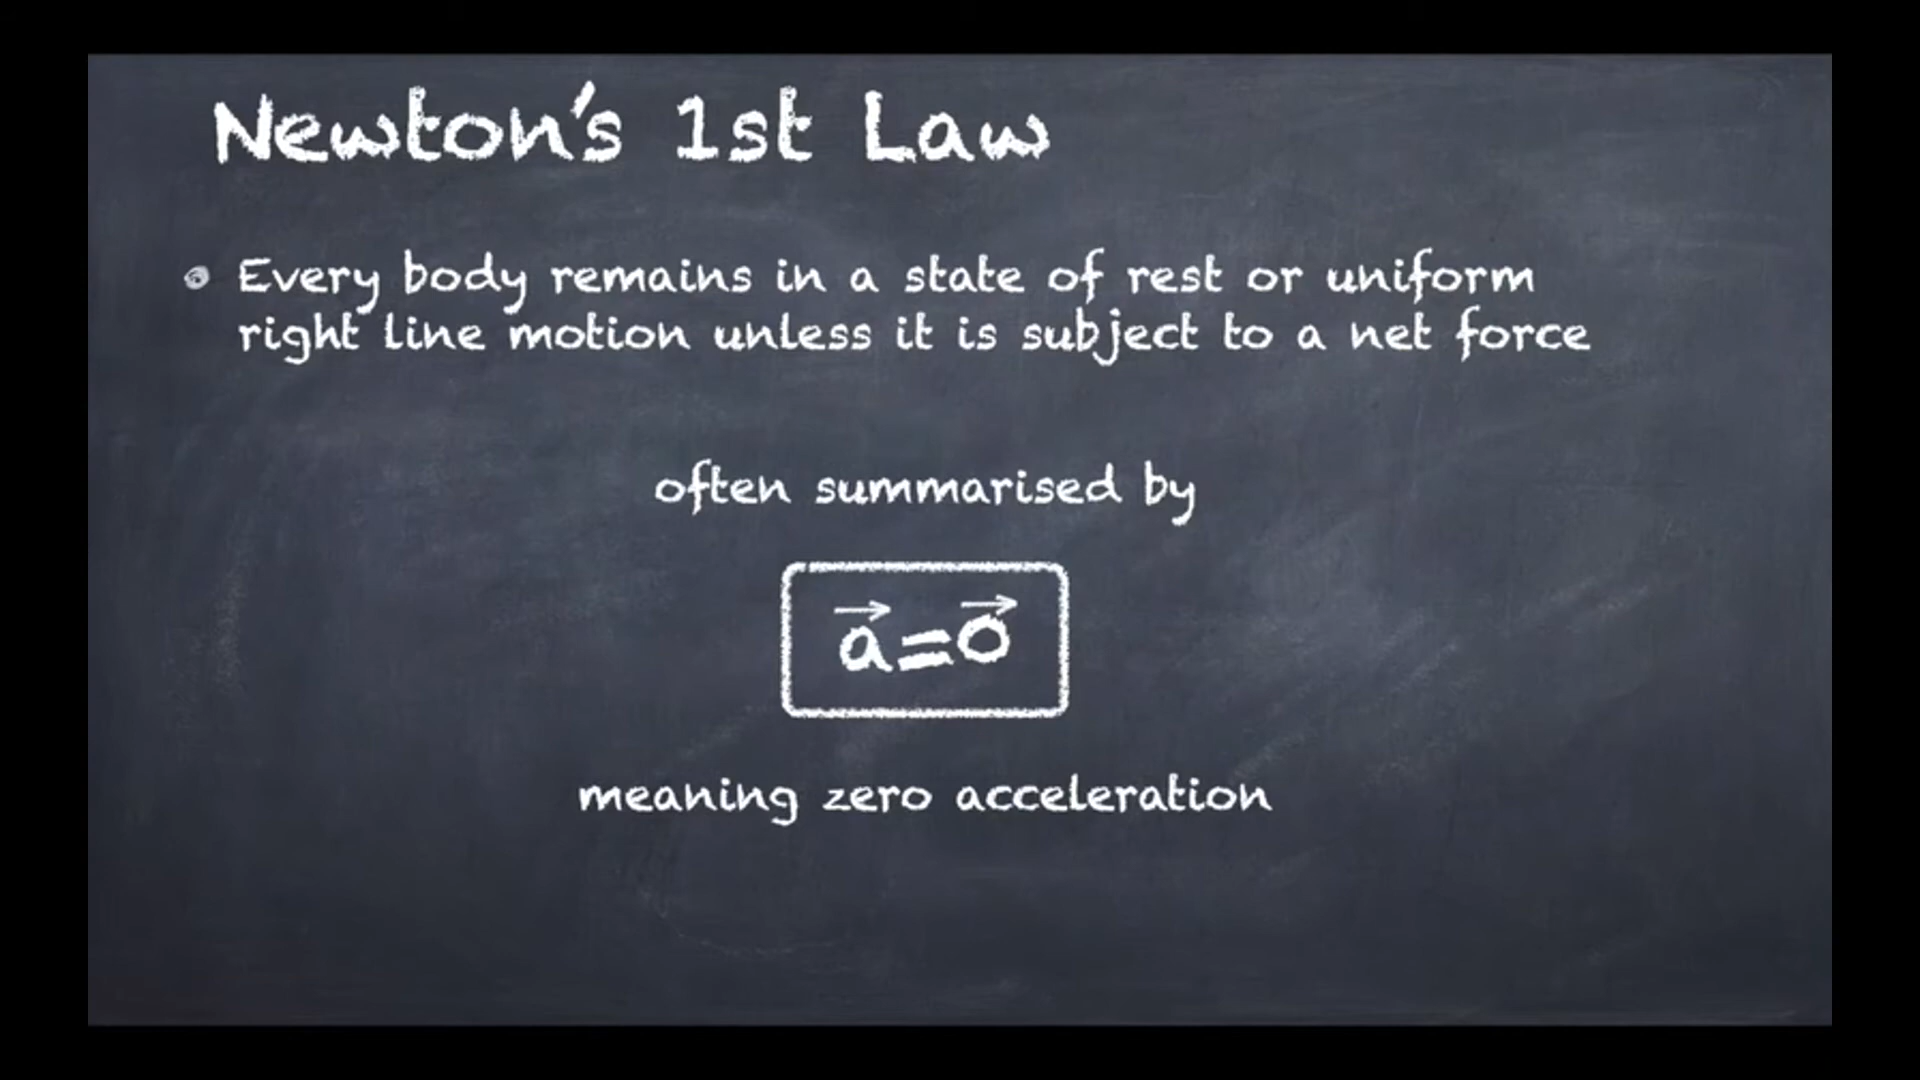 Newton's 1st Law
Every body remains in a state of rest or uniform
right line motion unless it is subject to a net force
often summarised by
a⃗=0⃗
meaning zero acceleration